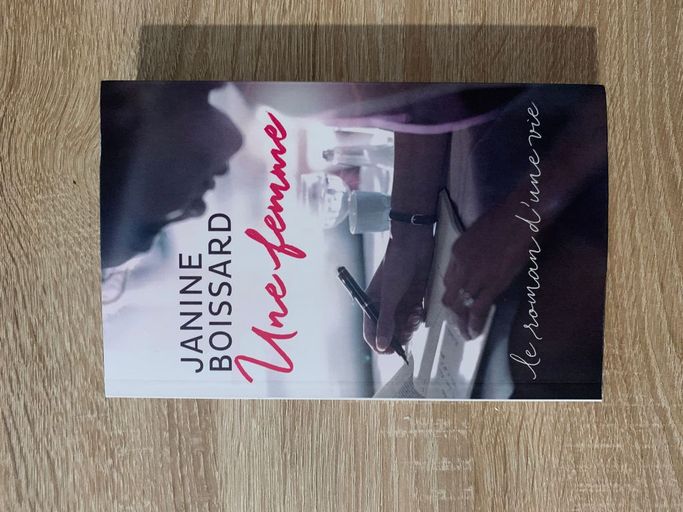 JANINE
BOISSARD
Une femme
le roman d'une vie